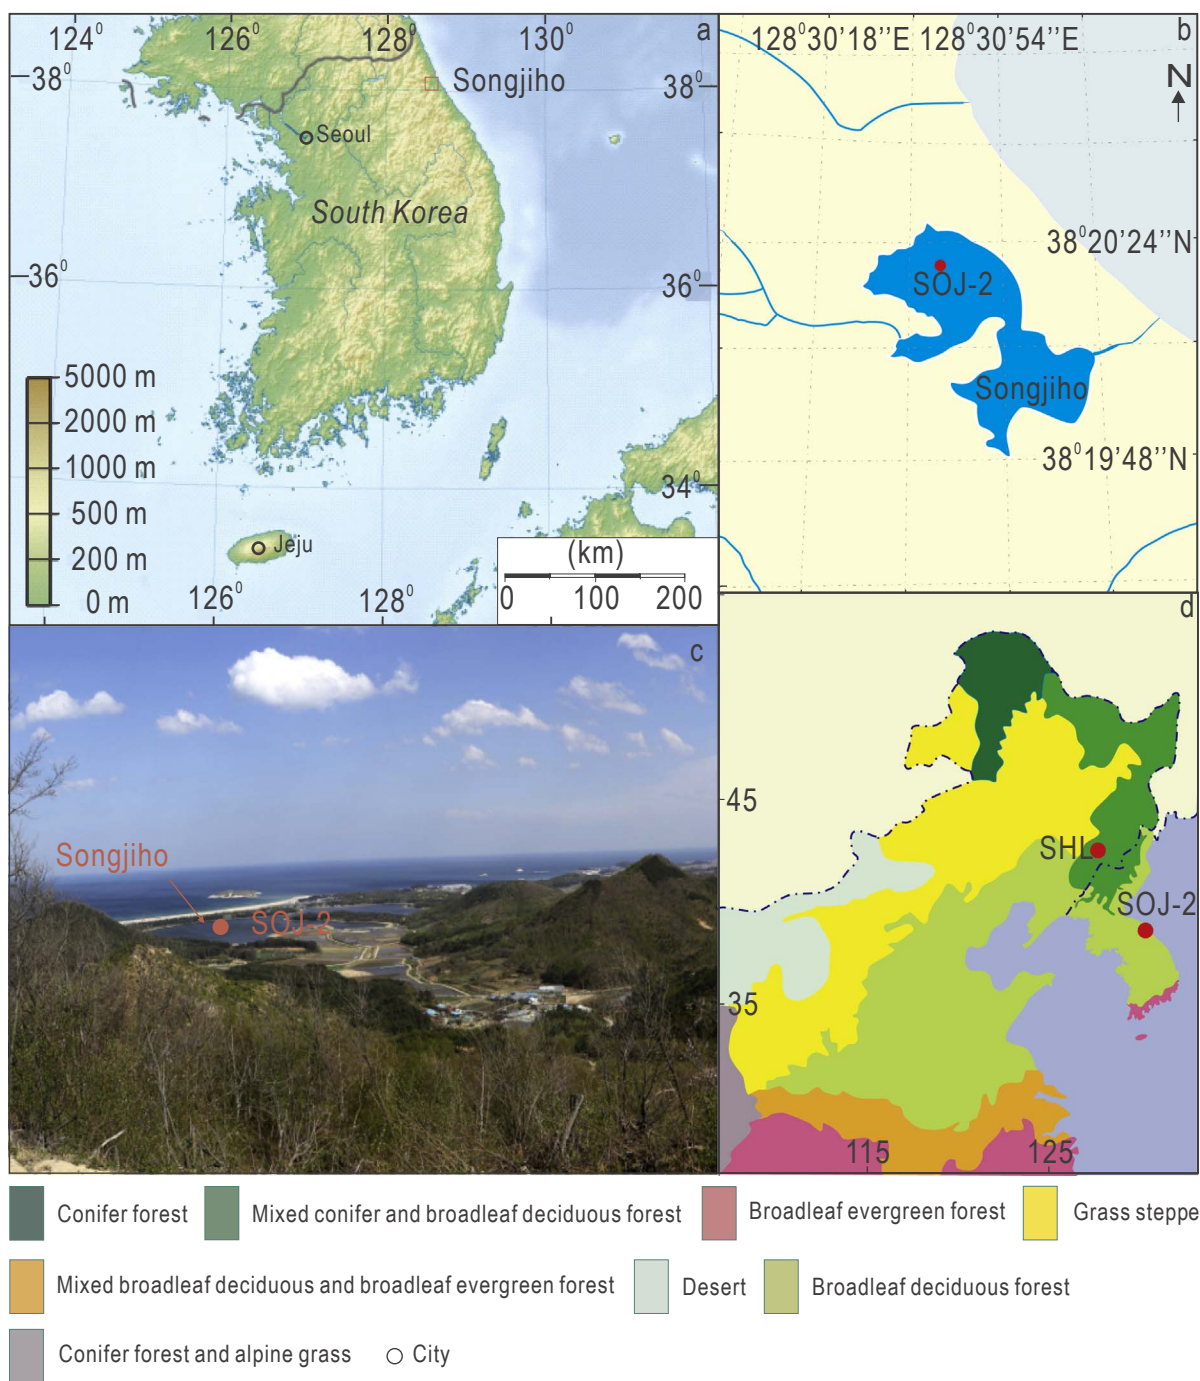 124⁰ 126⁰ 128⁰ 130⁰ a
38⁰
Songjiho
38⁰
Seoul
South Korea
36⁰
36⁰
5000 m
2000 m
1000 m
500 m
200 m
0 m
34⁰
Jeju
126⁰ 128⁰
(km)
0 100 200
128⁰30'18''E 128⁰30'54''E b
N
38⁰20'24''N
SOJ-2
Songjiho
38⁰19'48''N
c
Songjiho
SOJ-2
d
45
SHL
SOJ-2
35
115 125
Conifer forest
Mixed conifer and broadleaf deciduous forest
Broadleaf evergreen forest
Grass steppe
Mixed broadleaf deciduous and broadleaf evergreen forest
Desert
Broadleaf deciduous forest
Conifer forest and alpine grass
City